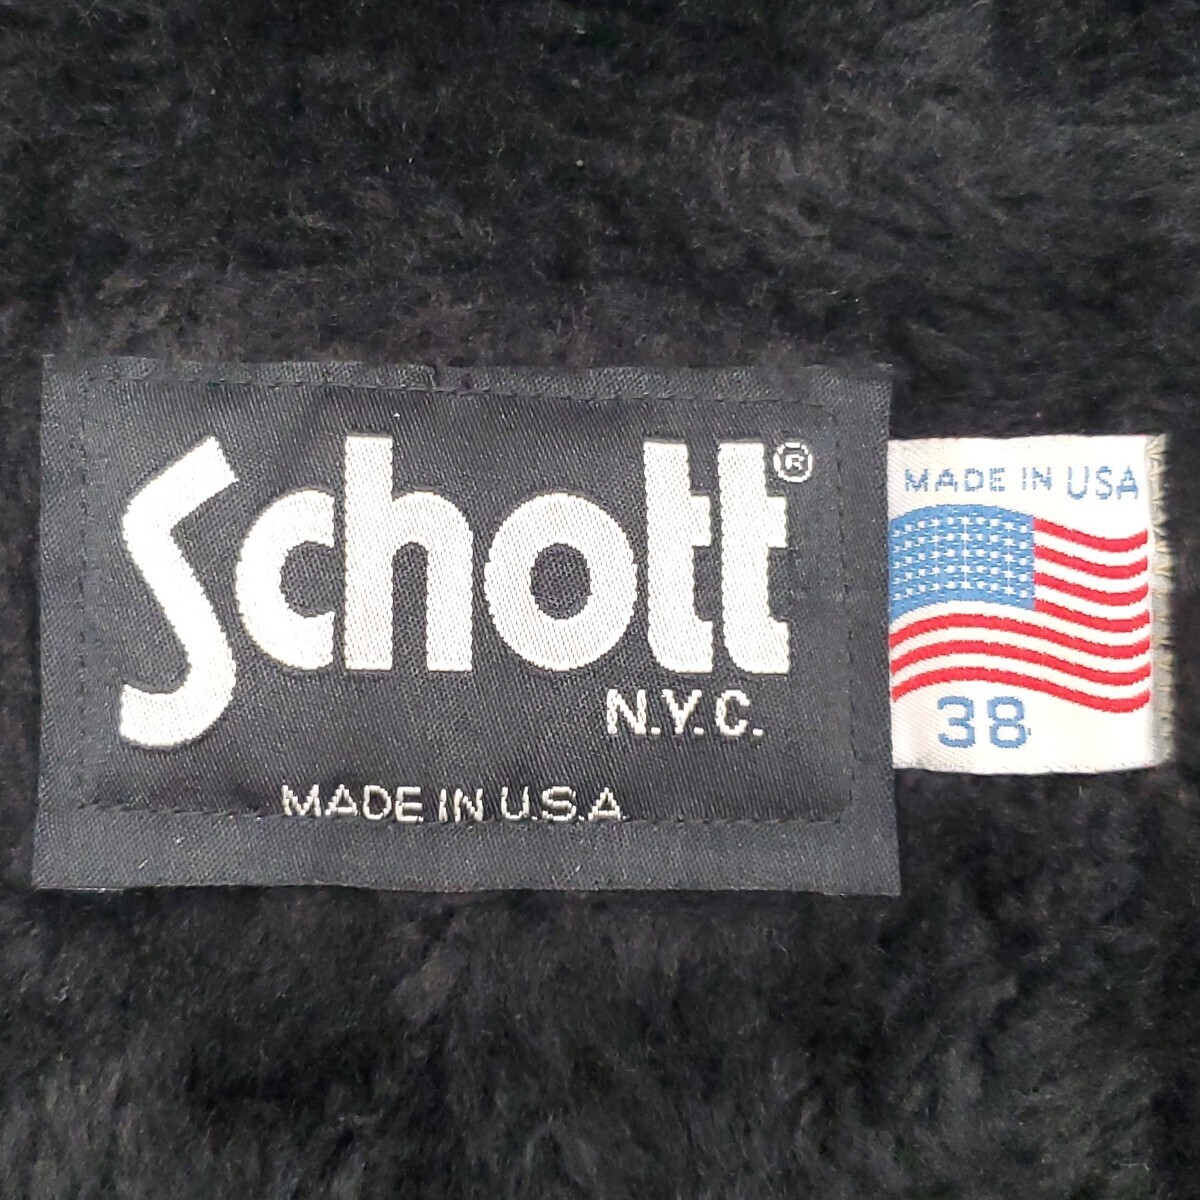 Schott®
N.Y.C.
MADE IN U.S.A.
MADE IN USA
38